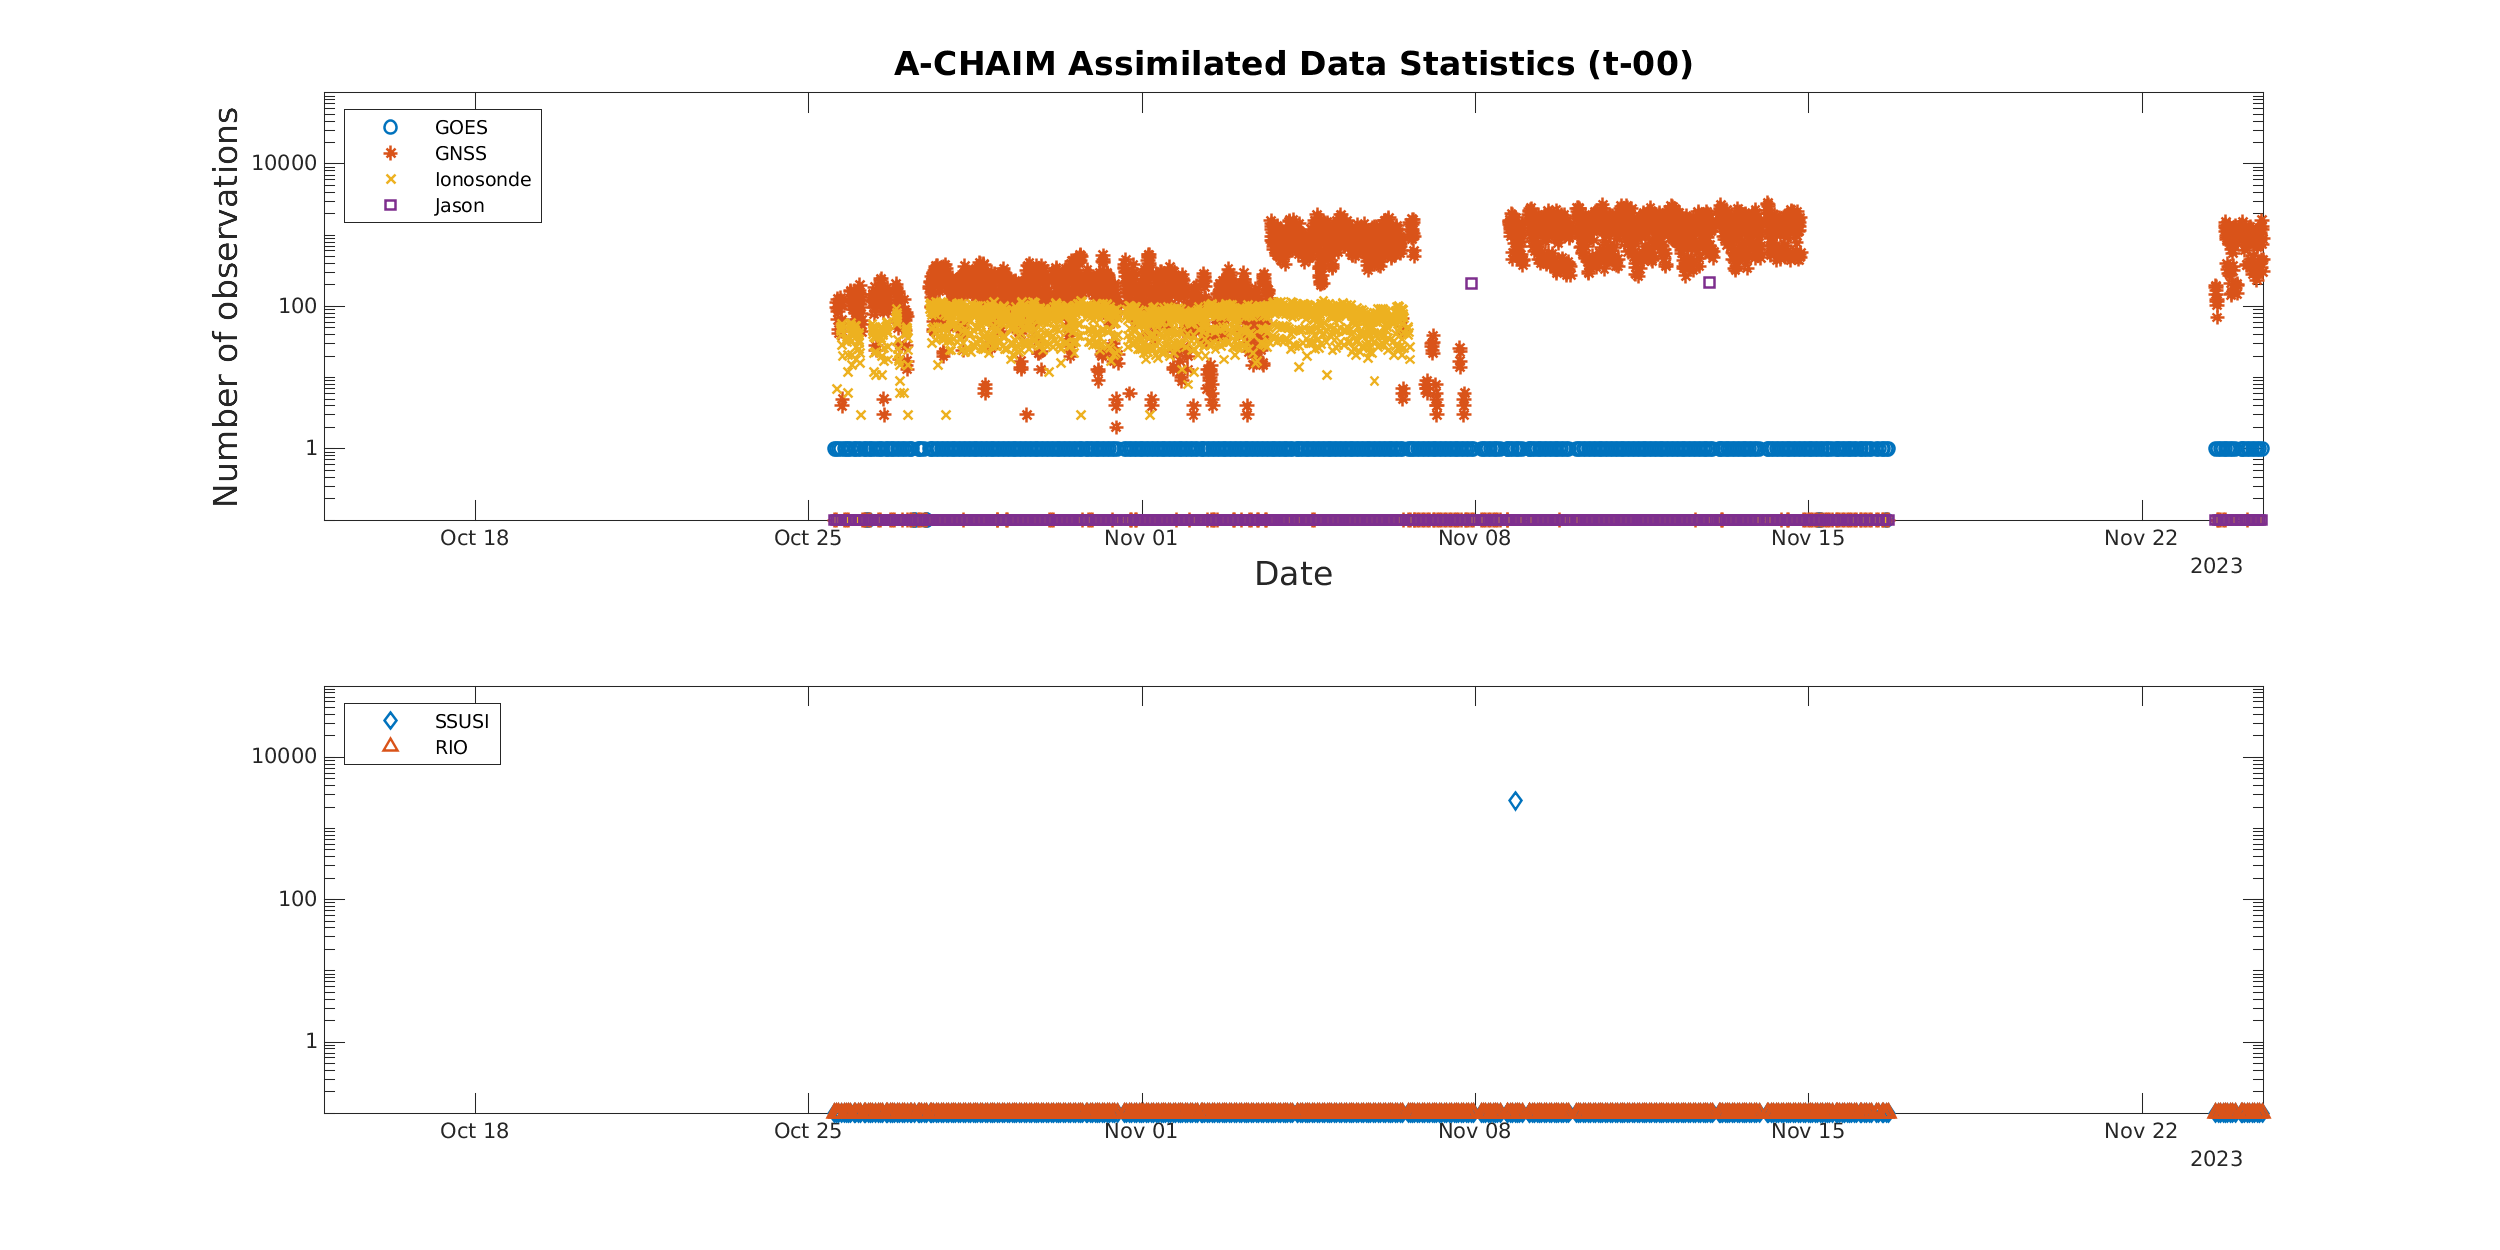 A-CHAIM Assimilated Data Statistics (t-00)
Number of observations
10000
100
1
GOES
GNSS
Ionosonde
Jason
Oct 18 Oct 25 Nov 01 Nov 08 Nov 15 Nov 22
2023
Date
10000
100
1
SSUSI
RIO
Oct 18 Oct 25 Nov 01 Nov 08 Nov 15 Nov 22
2023